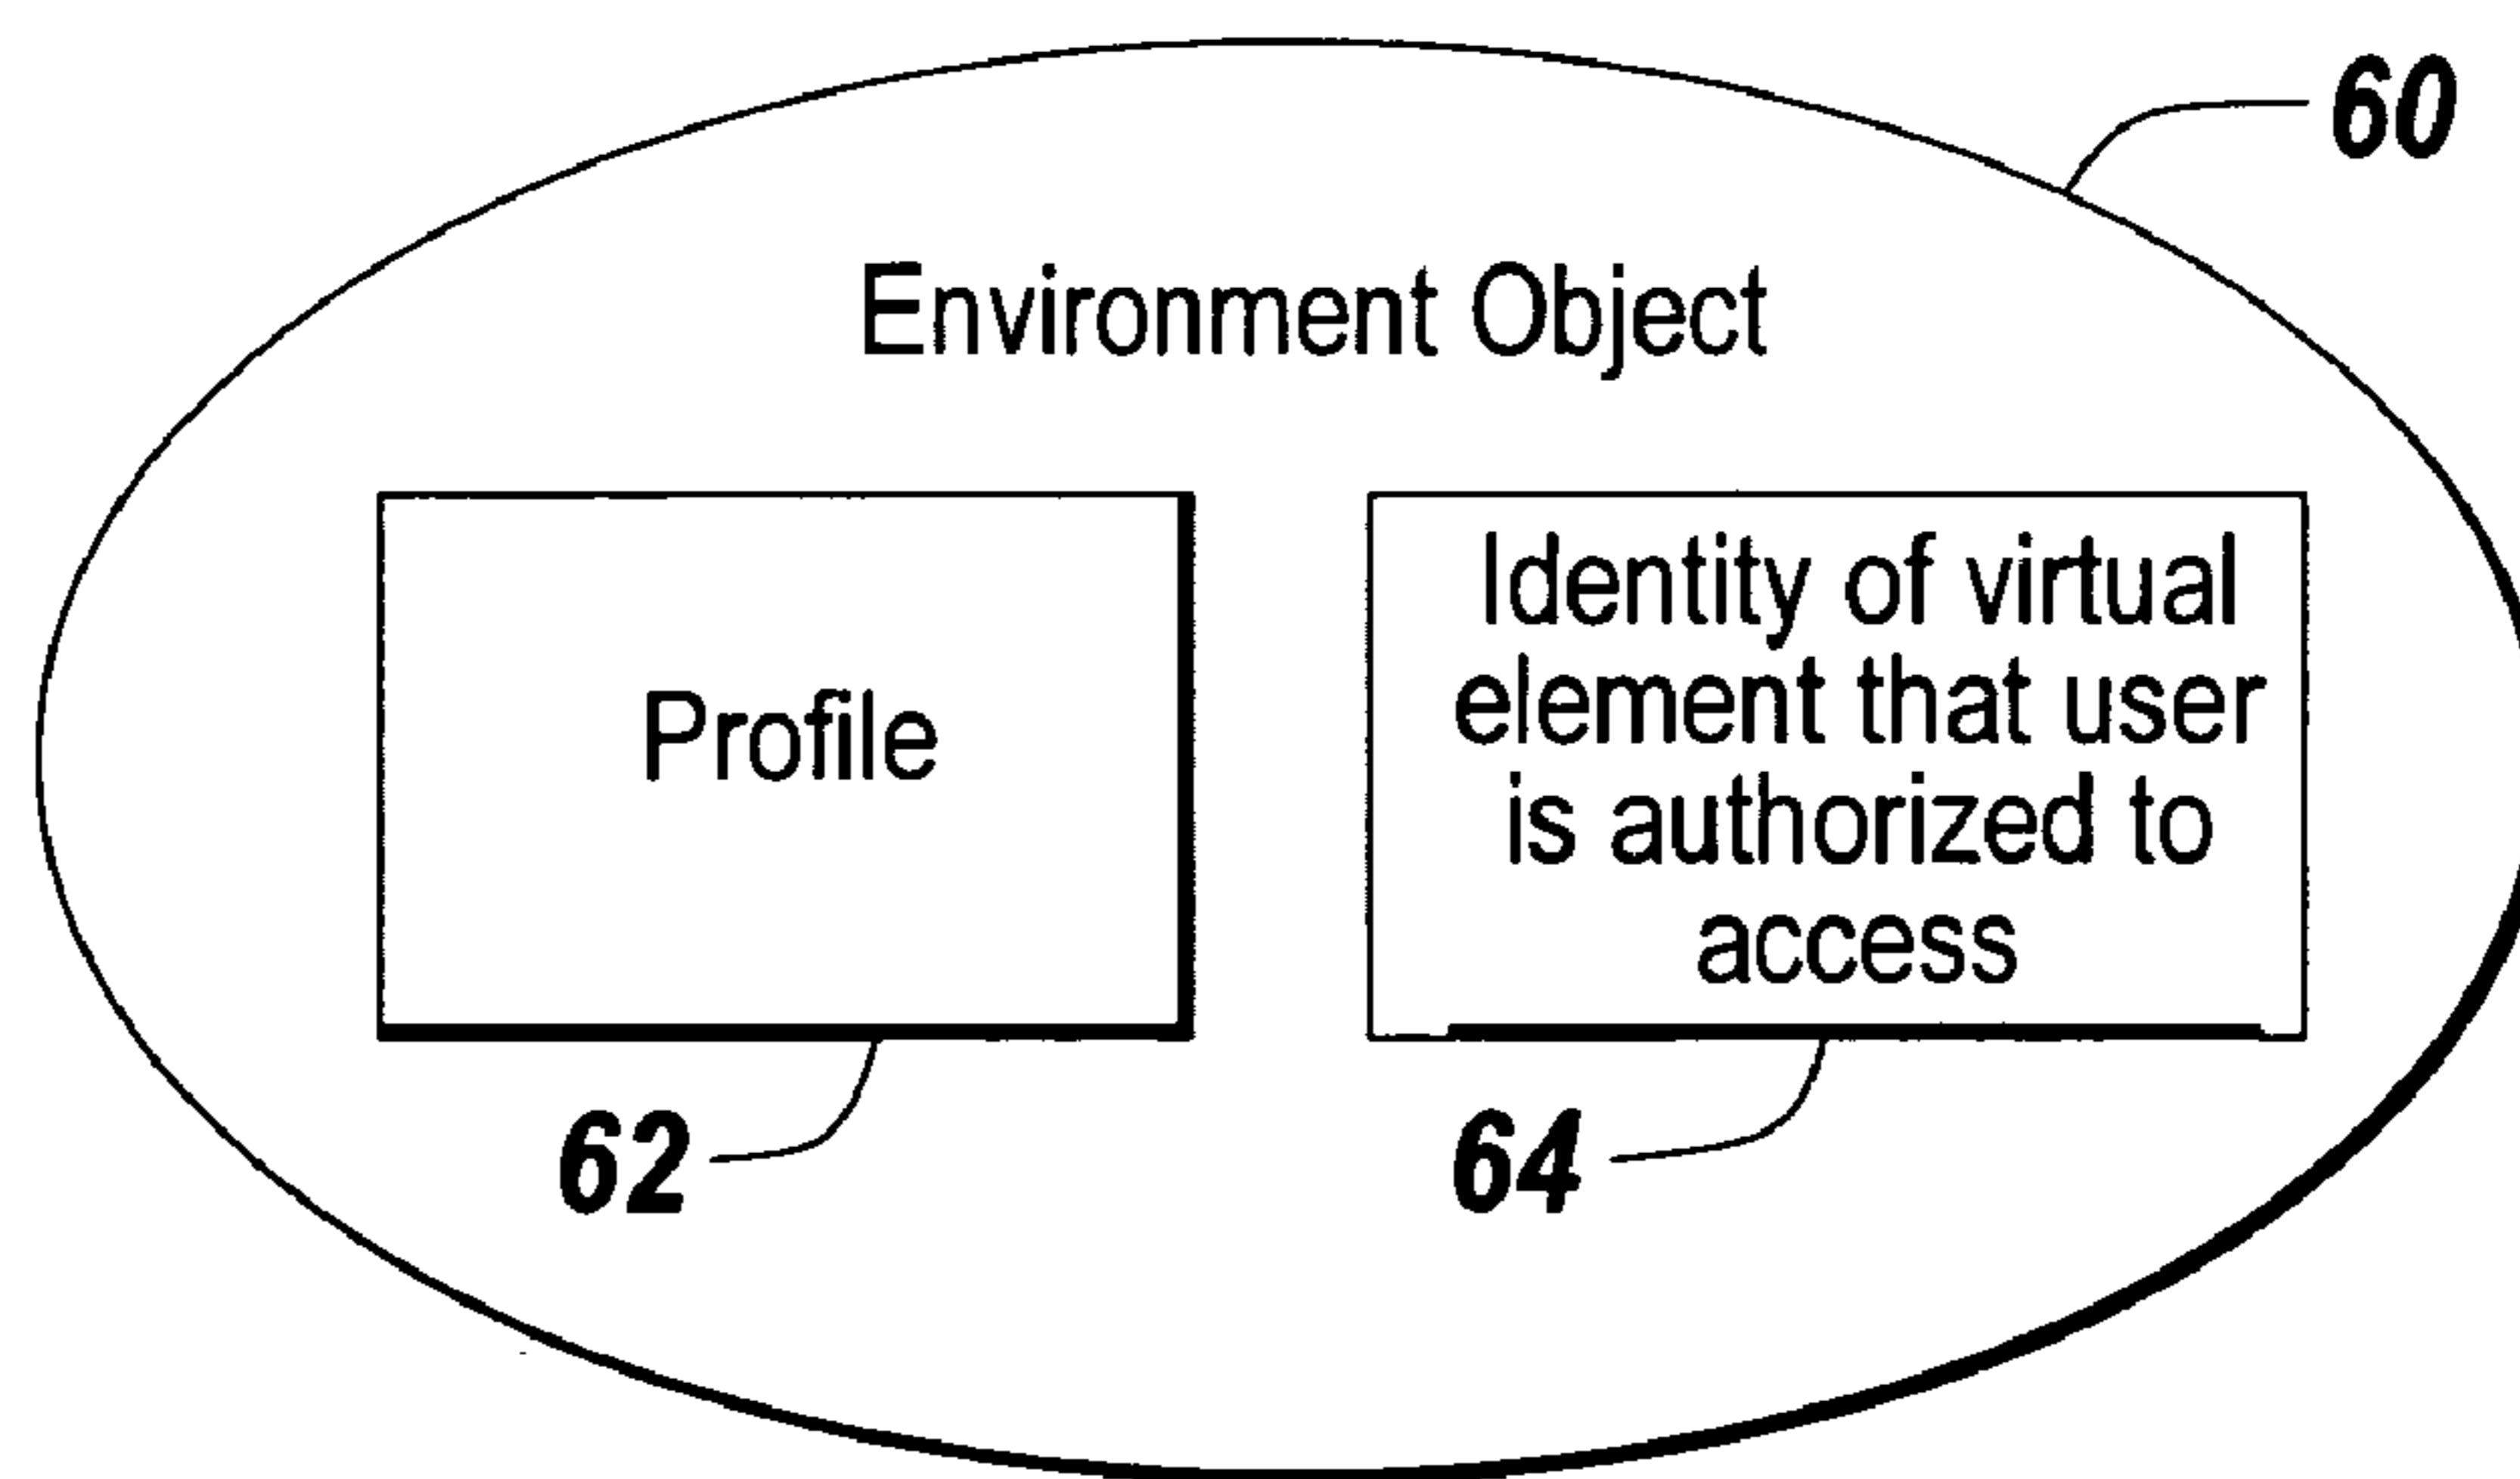 60
Environment Object
Profile
Identity of virtual
element that user
is authorized to
access
62
64